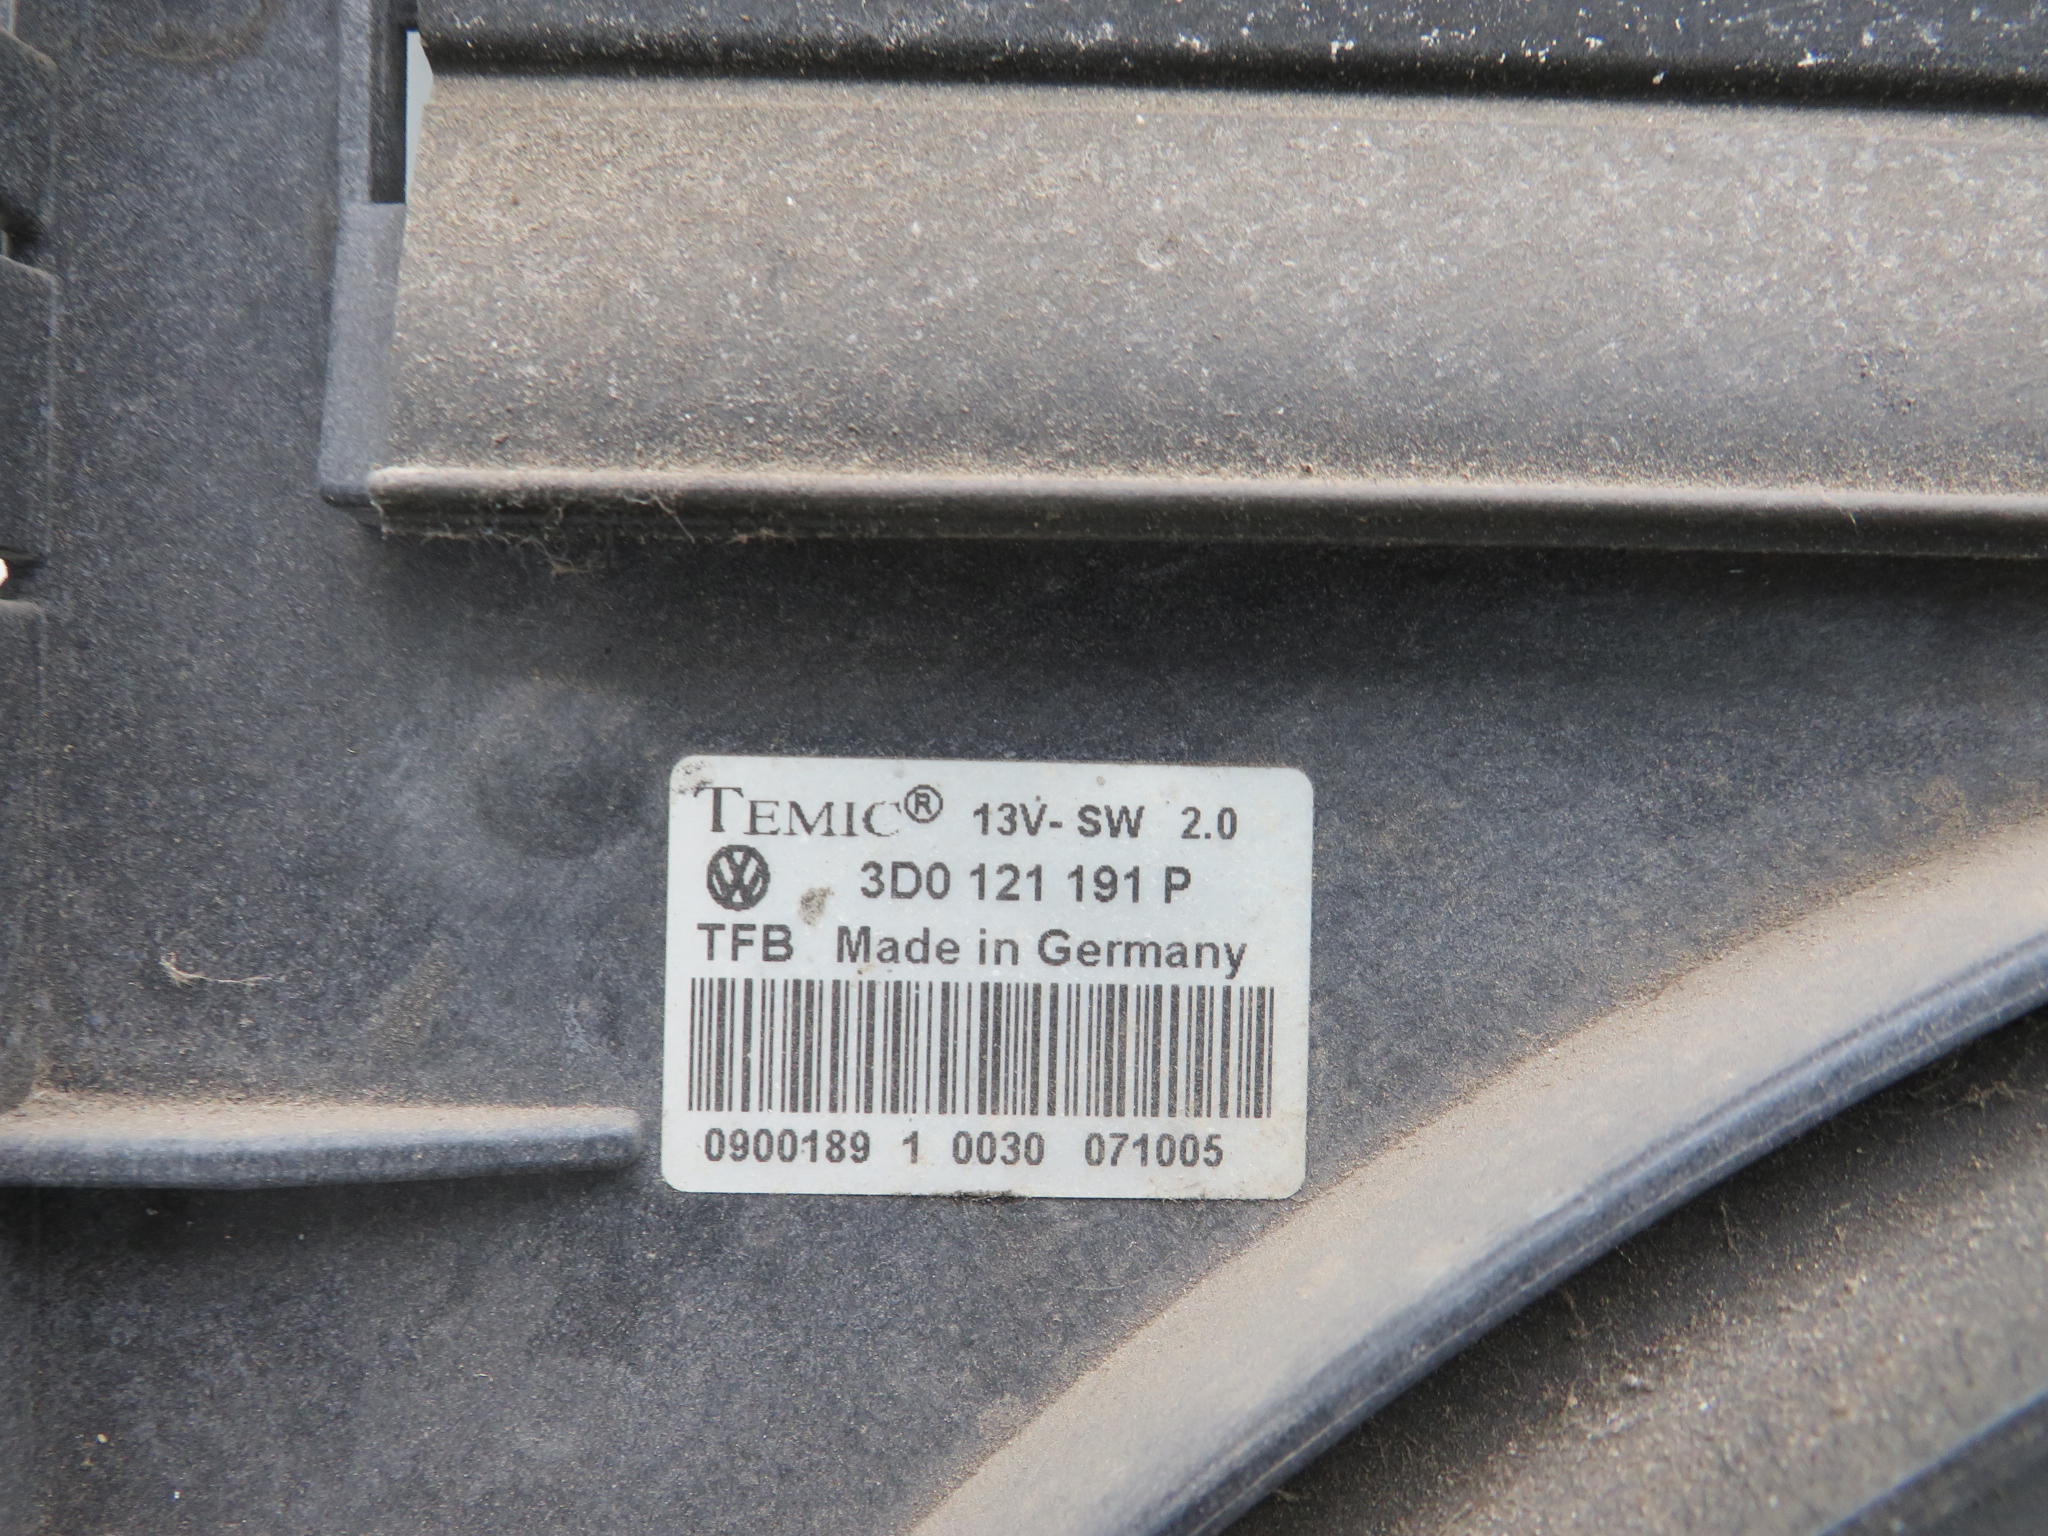 TEMIC® 13V- SW 2.0
3D0 121 191 P
TFB Made in Germany
0900189 1 0030 071005